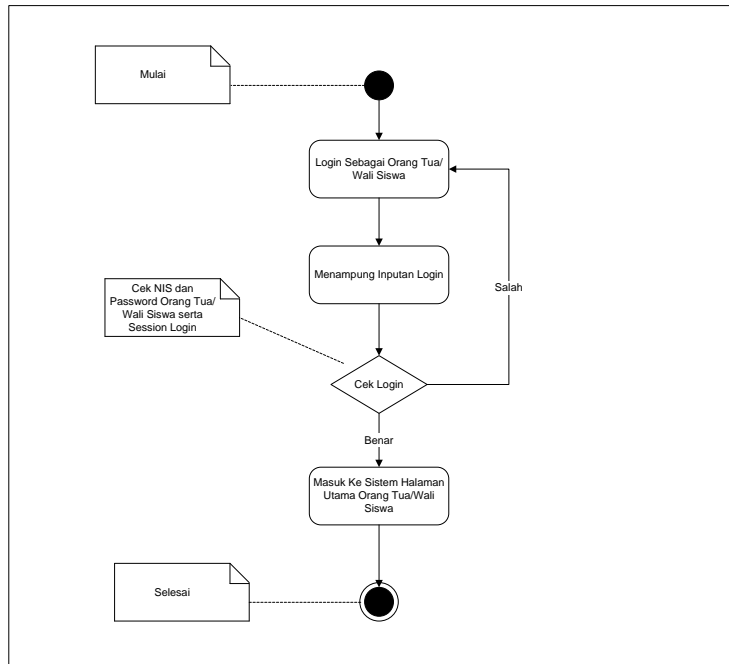 Mulai
Login Sebagai Orang Tua/
Wali Siswa
Menampung Inputan Login
Salah
Cek NIS dan
Password Orang Tua/
Wali Siswa serta
Session Login
Cek Login
Benar
Masuk Ke Sistem Halaman
Utama Orang Tua/Wali
Siswa
Selesai